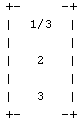 +-      -+
|  1/3   |
|        |
|   2    |
|        |
|   3    |
+-      -+